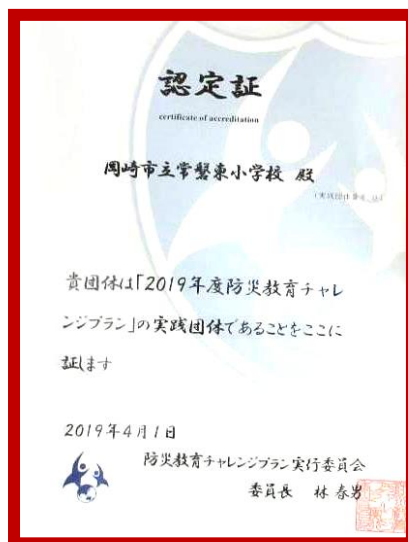 認定証
certificate of accreditation
岡崎市立常磐東小学校 殿
貴団体は「2019年度防災教育チャレ
ンジプラン」の実践団体であることをここに
証します
2019年4月1日
防災教育チャレンジプラン実行委員会
委員長 林 春男